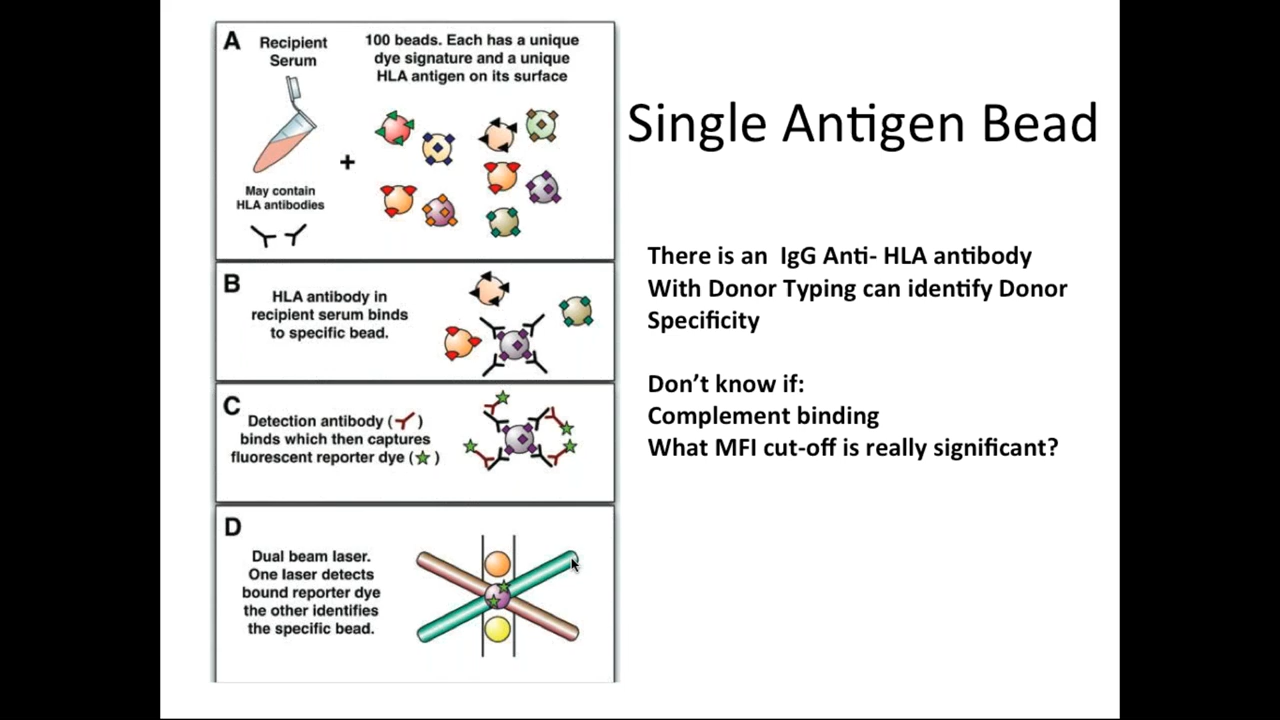 A
Recipient
Serum
100 beads. Each has a unique
dye signature and a unique
HLA antigen on its surface
+
May contain
HLA antibodies
Single Antigen Bead
B
HLA antibody in
recipient serum binds
to specific bead.
C
Detection antibody ( )
binds which then captures
fluorescent reporter dye ( )
D
Dual beam laser.
One laser detects
bound reporter dye
the other identifies
the specific bead.
There is an IgG Anti- HLA antibody
With Donor Typing can identify Donor
Specificity
Don't know if:
Complement binding
What MFI cut-off is really significant?